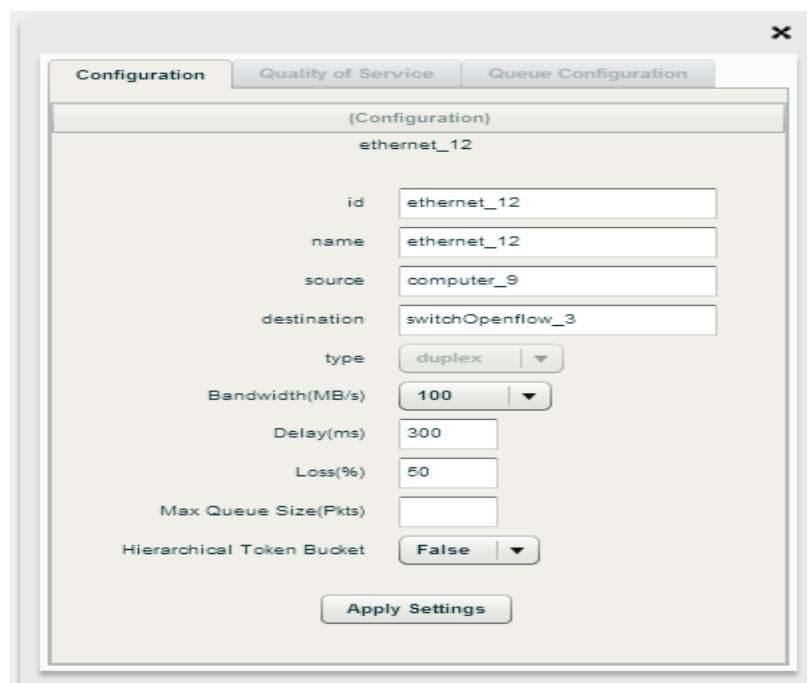 Configuration Quality of Service Queue Configuration
(Configuration)
ethernet_12
id ethernet_12
name ethernet_12
source computer_9
destination switchOpenflow_3
type duplex
Bandwidth(MB/s) 100
Delay(ms) 300
Loss(%) 50
Max Queue Size(Pkts)
Hierarchical Token Bucket False
Apply Settings